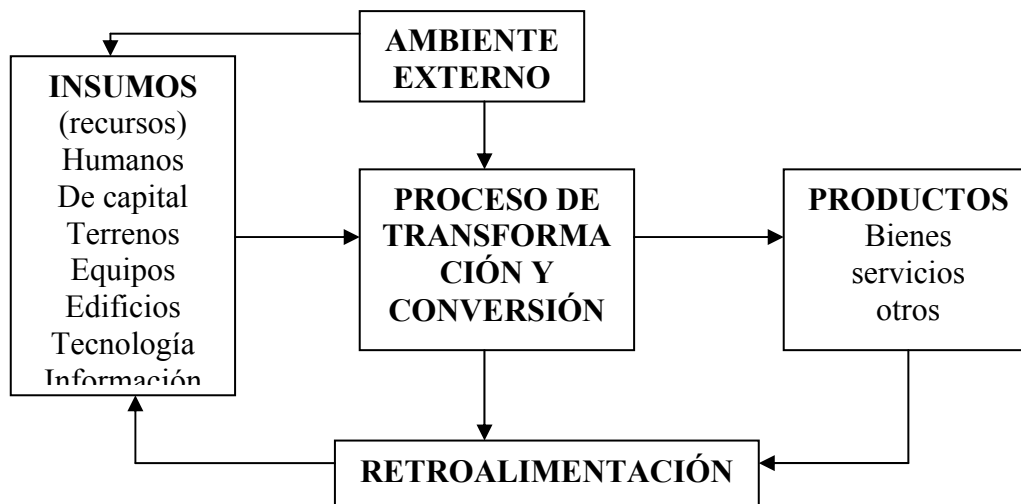 AMBIENTE
EXTERNO
INSUMOS
(recursos)
Humanos
De capital
Terrenos
Equipos
Edificios
Tecnología
Información
PROCESO DE
TRANSFORMA
CIÓN Y
CONVERSIÓN
PRODUCTOS
Bienes
servicios
otros
RETROALIMENTACIÓN